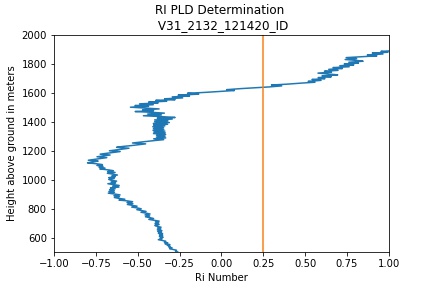 RI PLD Determination
V31_2132_121420_ID
Height above ground in meters
2000
1800
1600
1400
1200
1000
800
600
−1.00 −0.75 −0.50 −0.25 0.00 0.25 0.50 0.75 1.00
Ri Number